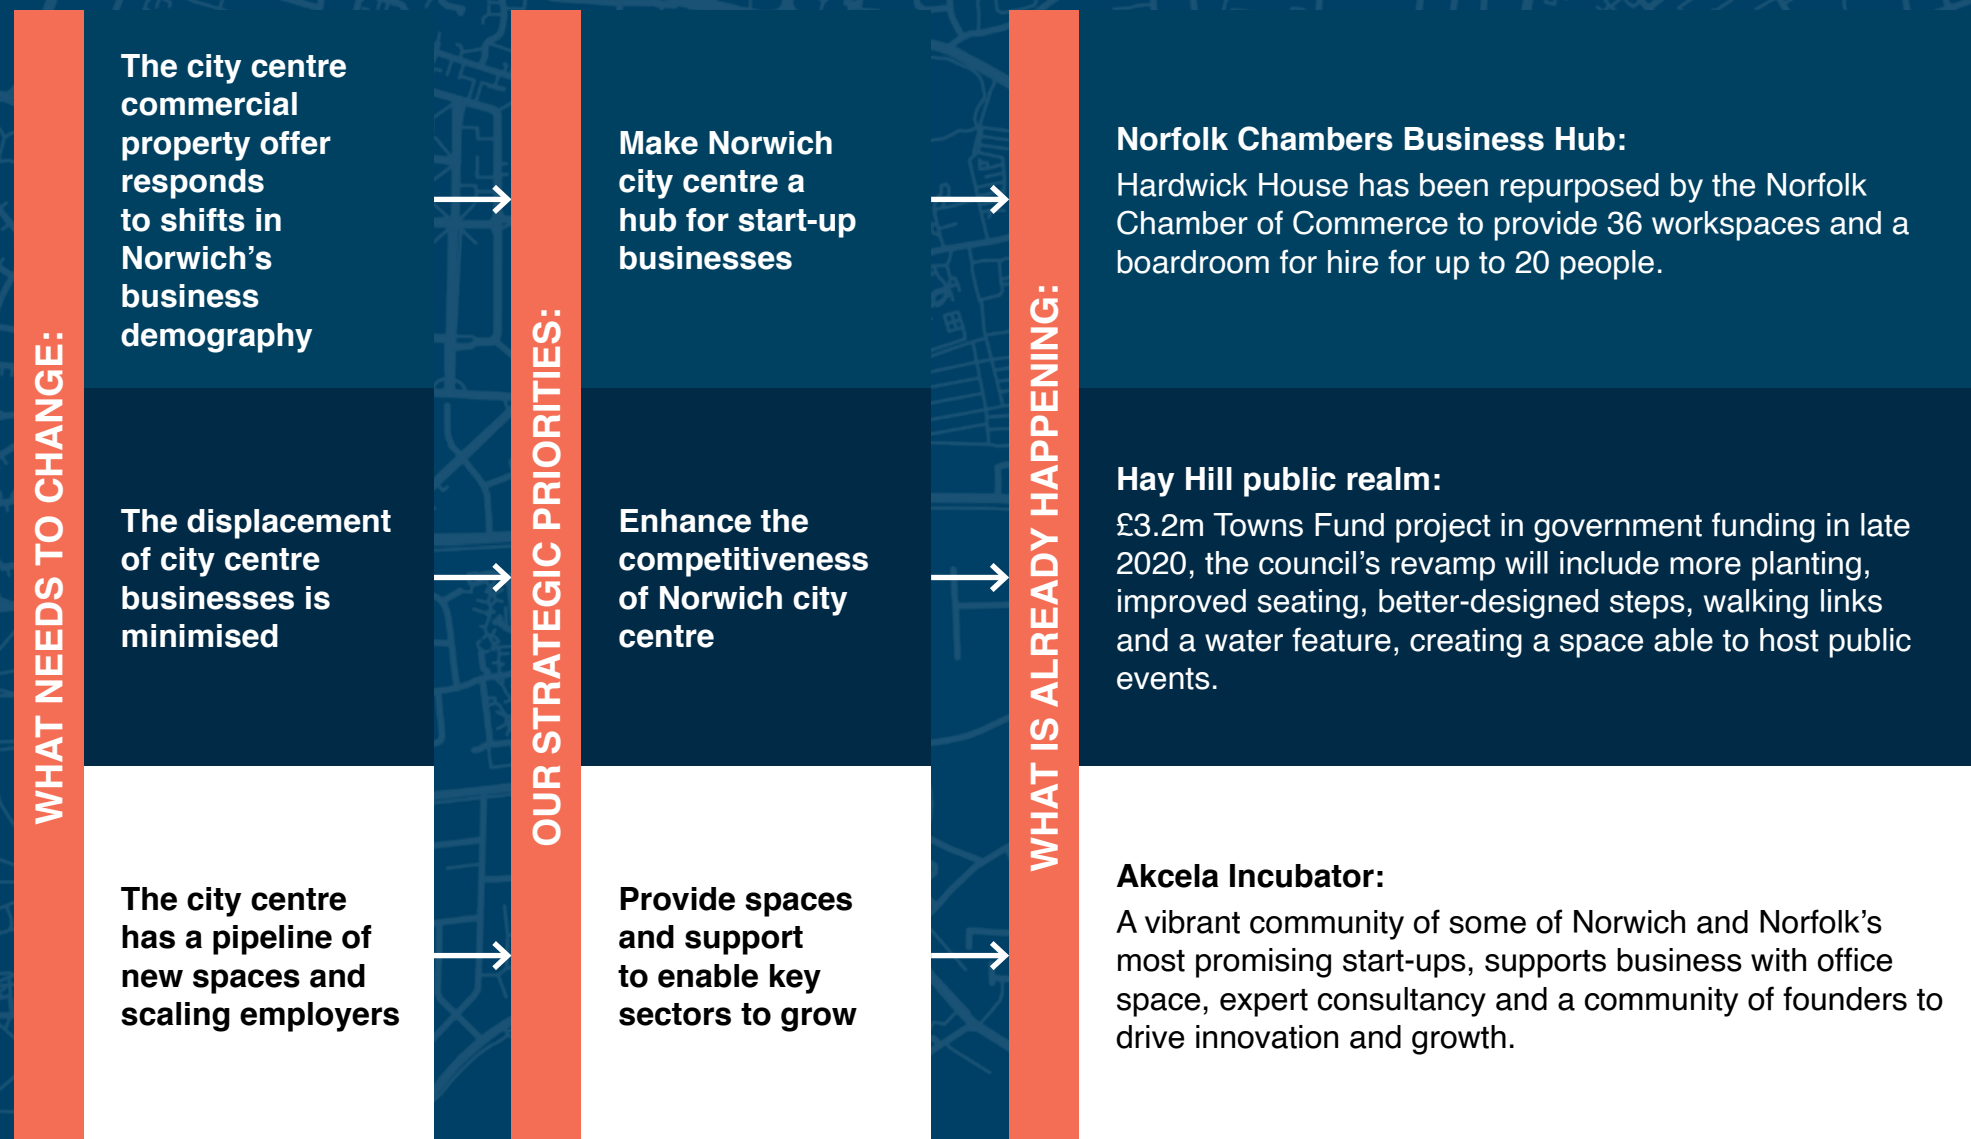 WHAT NEEDS TO CHANGE:
The city centre
commercial
property offer
responds
to shifts in
Norwich’s
business
demography
The displacement
of city centre
businesses is
minimised
The city centre
has a pipeline of
new spaces and
scaling employers
OUR STRATEGIC PRIORITIES:
Make Norwich
city centre a
hub for start-up
businesses
Enhance the
competitiveness
of Norwich city
centre
Provide spaces
and support
to enable key
sectors to grow
WHAT IS ALREADY HAPPENING:
Norfolk Chambers Business Hub:
Hardwick House has been repurposed by the Norfolk
Chamber of Commerce to provide 36 workspaces and a
boardroom for hire for up to 20 people.
Hay Hill public realm:
£3.2m Towns Fund project in government funding in late
2020, the council’s revamp will include more planting,
improved seating, better-designed steps, walking links
and a water feature, creating a space able to host public
events.
Akcela Incubator:
A vibrant community of some of Norwich and Norfolk’s
most promising start-ups, supports business with office
space, expert consultancy and a community of founders to
drive innovation and growth.